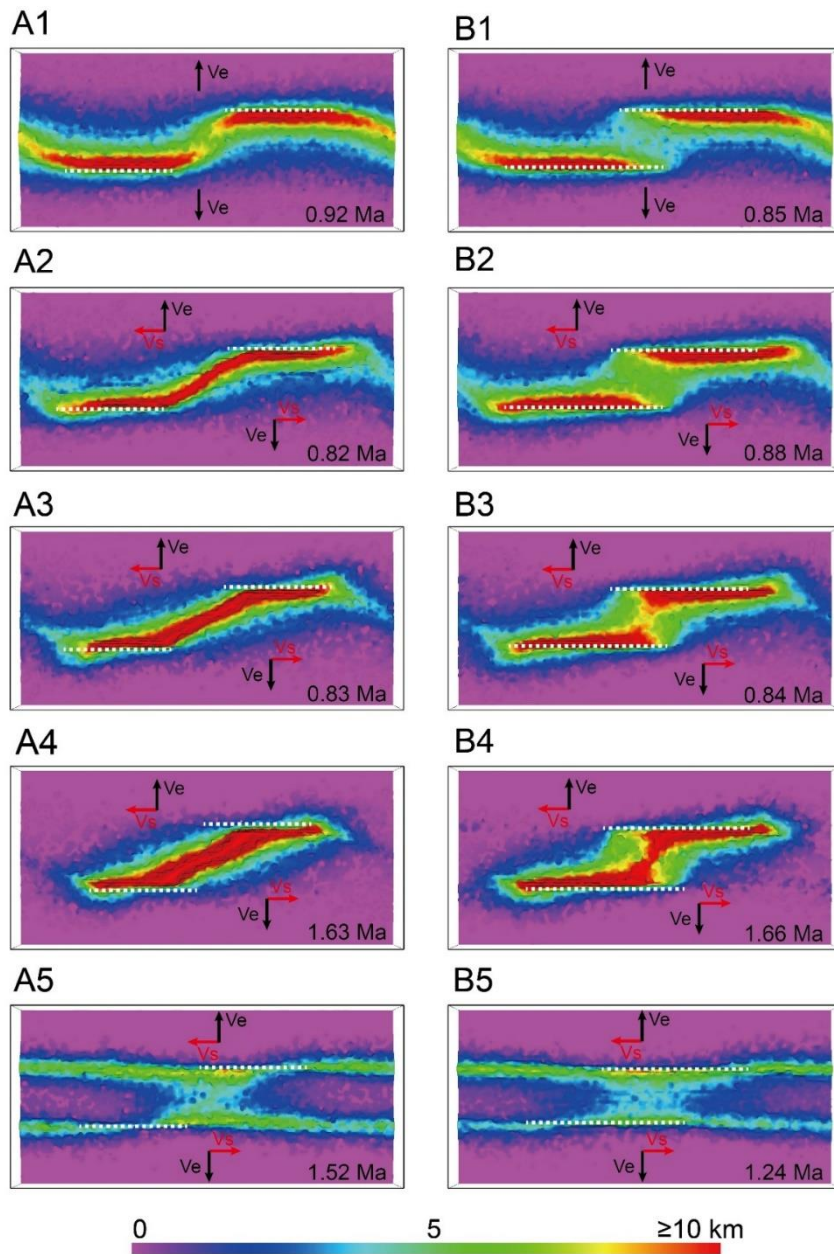 A1
B1
Ve
Ve
Ve
Ve
0.92 Ma
0.85 Ma
A2
B2
Ve
Ve
Vs
Vs
Vs
Vs
Ve
Ve
0.82 Ma
0.88 Ma
A3
B3
Ve
Ve
Vs
Vs
Vs
Vs
Ve
Ve
0.83 Ma
0.84 Ma
A4
B4
Ve
Ve
Vs
Vs
Vs
Vs
Ve
Ve
1.63 Ma
1.66 Ma
A5
B5
Ve
Ve
Vs
Vs
Vs
Vs
Ve
Ve
1.52 Ma
1.24 Ma
0 5 ≥10 km